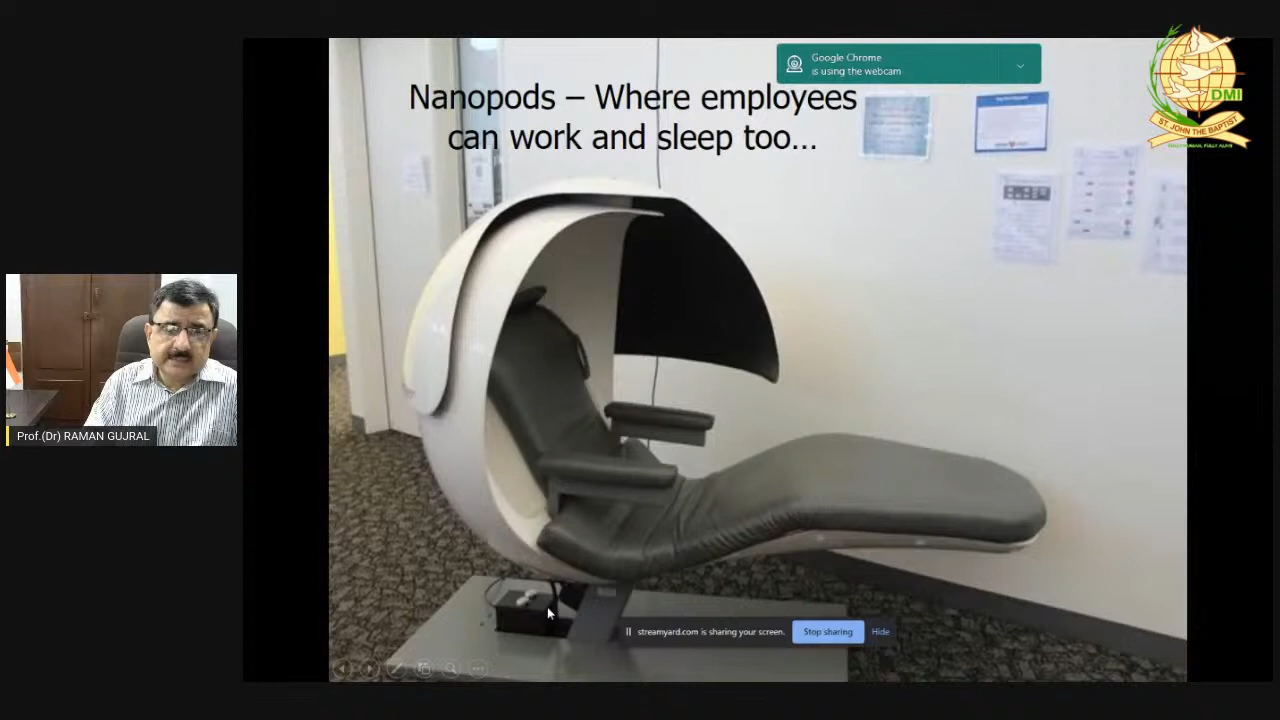 Google Chrome
is using the webcam
Nanopods – Where employees
can work and sleep too...
DMI
ST. JOHN THE BAPTIST
Prof.(Dr) RAMAN GUJRAL
streamyard.com is sharing your screen.
Stop sharing
Hide